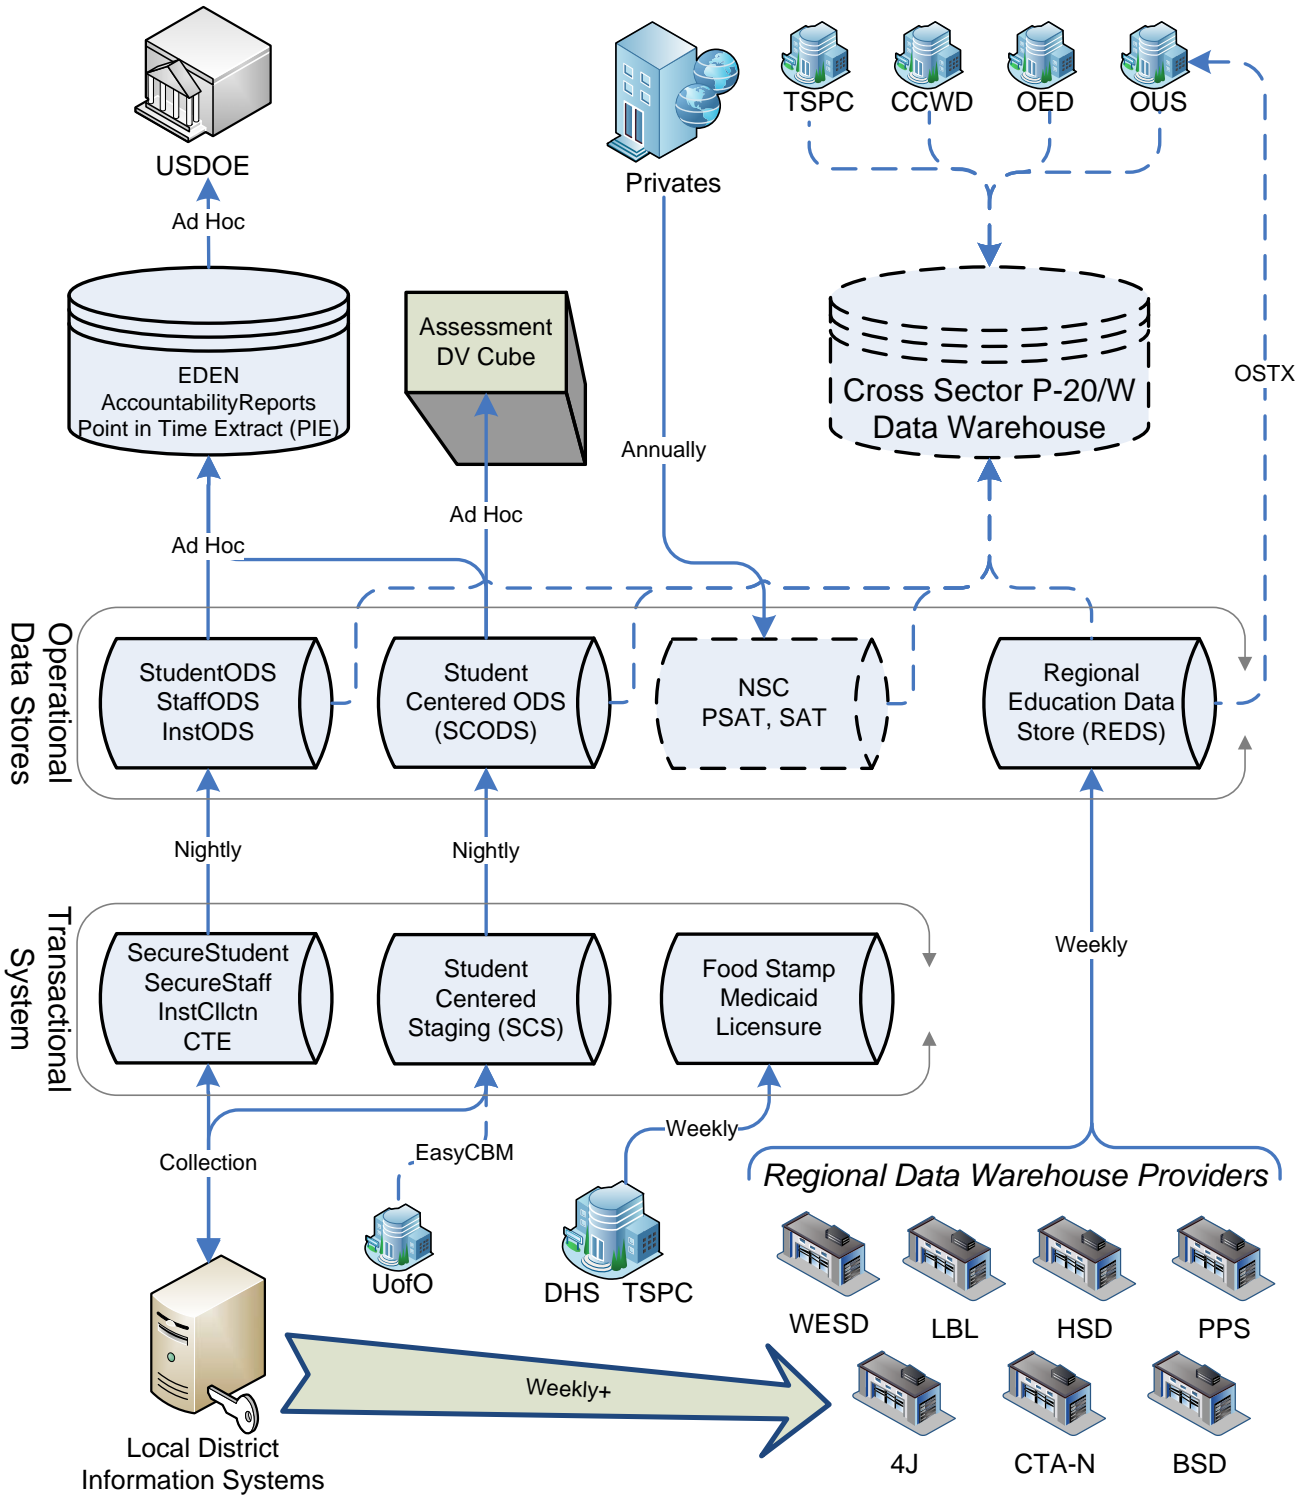 USDOE
Ad Hoc
Privates
TSPC
CCWD
OED
OUS
EDEN
AccountabilityReports
Point in Time Extract (PIE)
Assessment
DV Cube
Cross Sector P-20/W
Data Warehouse
OSTX
Annually
Ad Hoc
Ad Hoc
Operational
Data Stores
StudentODS
StaffODS
InstODS
Student
Centered ODS
(SCODS)
NSC
PSAT, SAT
Regional
Education Data
Store (REDS)
Nightly
Nightly
Transactional
System
SecureStudent
SecureStaff
InstCllctn
CTE
Student
Centered
Staging (SCS)
Food Stamp
Medicaid
Licensure
Weekly
Collection
EasyCBM
Weekly
UofO
DHS TSPC
Regional Data Warehouse Providers
WESD
LBL
HSD
PPS
4J
CTA-N
BSD
Weekly+
Local District
Information Systems